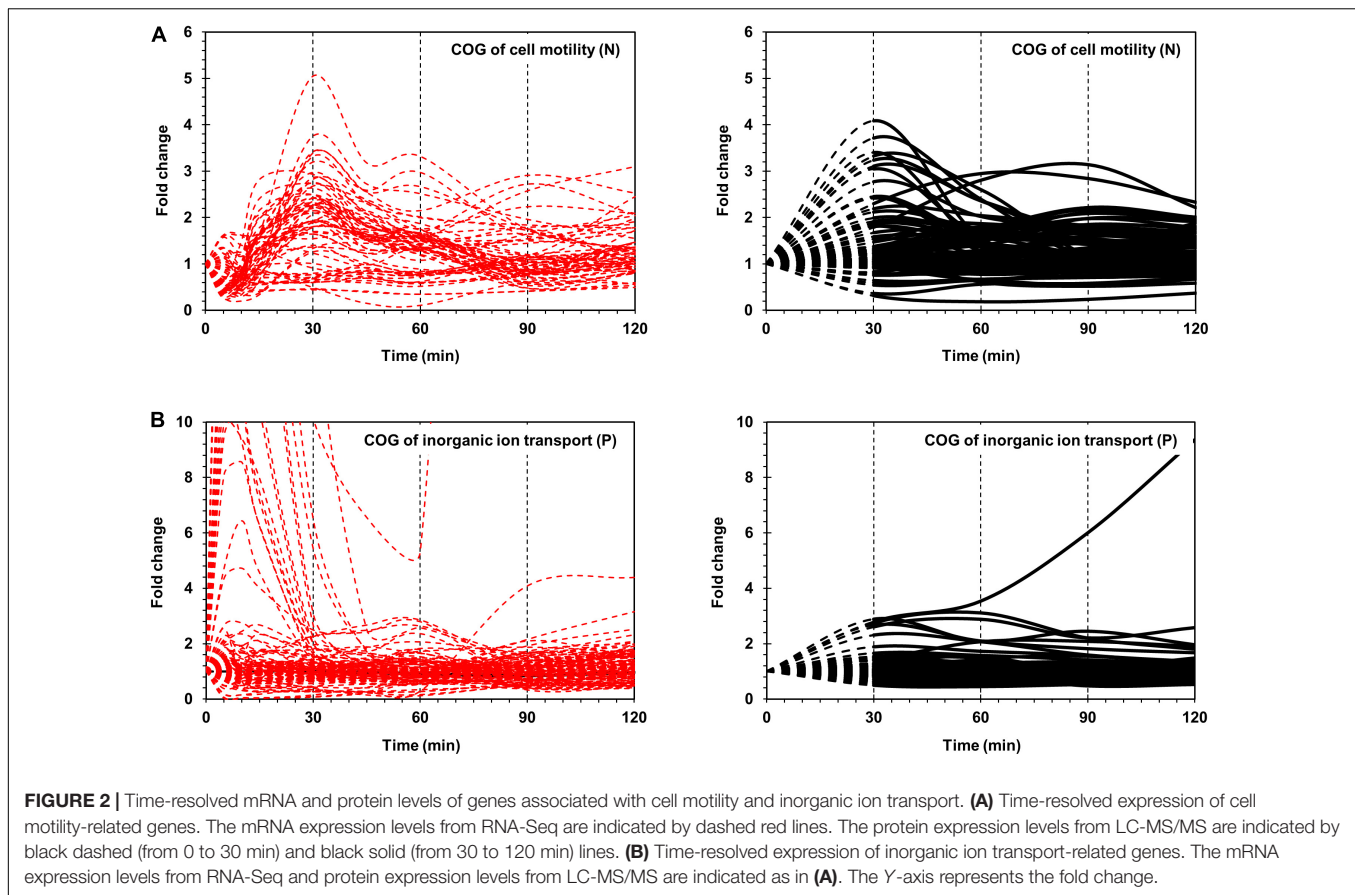 A
COG of cell motility (N)
6
5
4
3
2
1
0
Fold change
0 30 60 90 120
Time (min)
COG of cell motility (N)
6
5
4
3
2
1
0
Fold change
0 30 60 90 120
Time (min)
B
COG of inorganic ion transport (P)
10
8
6
4
2
0
Fold change
0 30 60 90 120
Time (min)
COG of inorganic ion transport (P)
10
8
6
4
2
0
Fold change
0 30 60 90 120
Time (min)
FIGURE 2 | Time-resolved mRNA and protein levels of genes associated with cell motility and inorganic ion transport. (A) Time-resolved expression of cell
motility-related genes. The mRNA expression levels from RNA-Seq are indicated by dashed red lines. The protein expression levels from LC-MS/MS are indicated by
black dashed (from 0 to 30 min) and black solid (from 30 to 120 min) lines. (B) Time-resolved expression of inorganic ion transport-related genes. The mRNA
expression levels from RNA-Seq and protein expression levels from LC-MS/MS are indicated as in (A). The Y-axis represents the fold change.